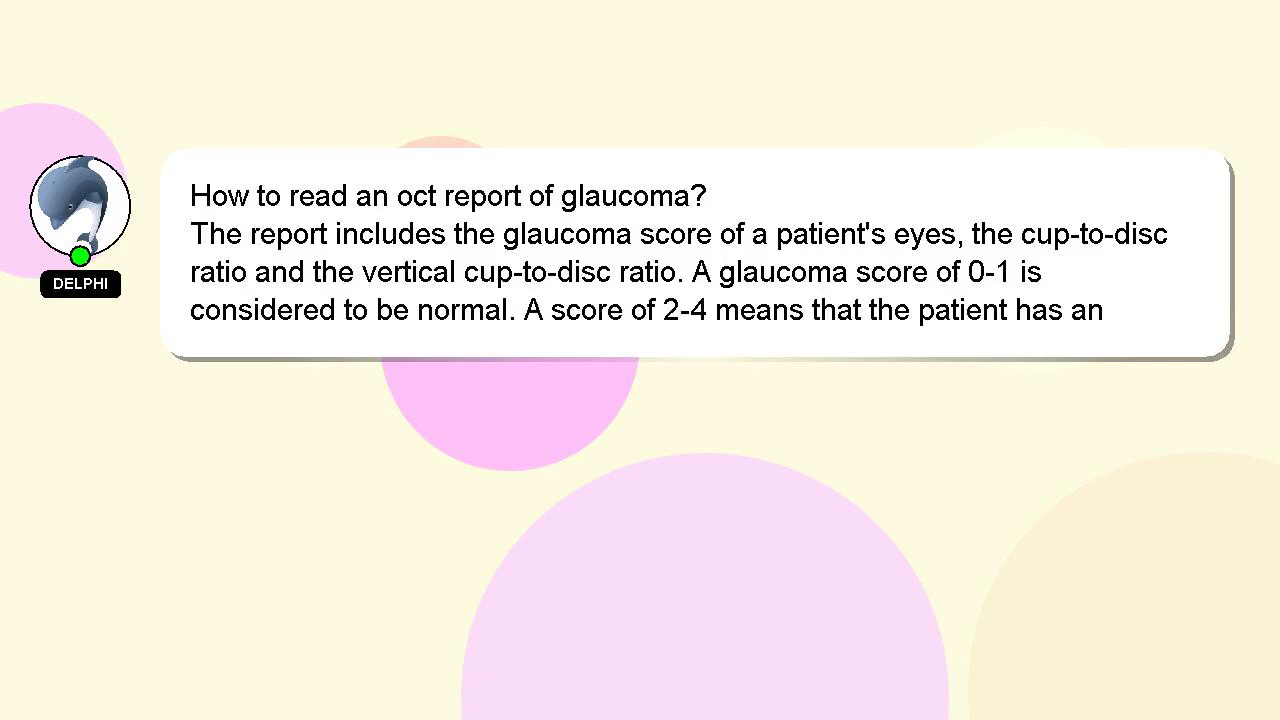 How to read an oct report of glaucoma?
The report includes the glaucoma score of a patient's eyes, the cup-to-disc
ratio and the vertical cup-to-disc ratio. A glaucoma score of 0-1 is
considered to be normal. A score of 2-4 means that the patient has an
DELPHI